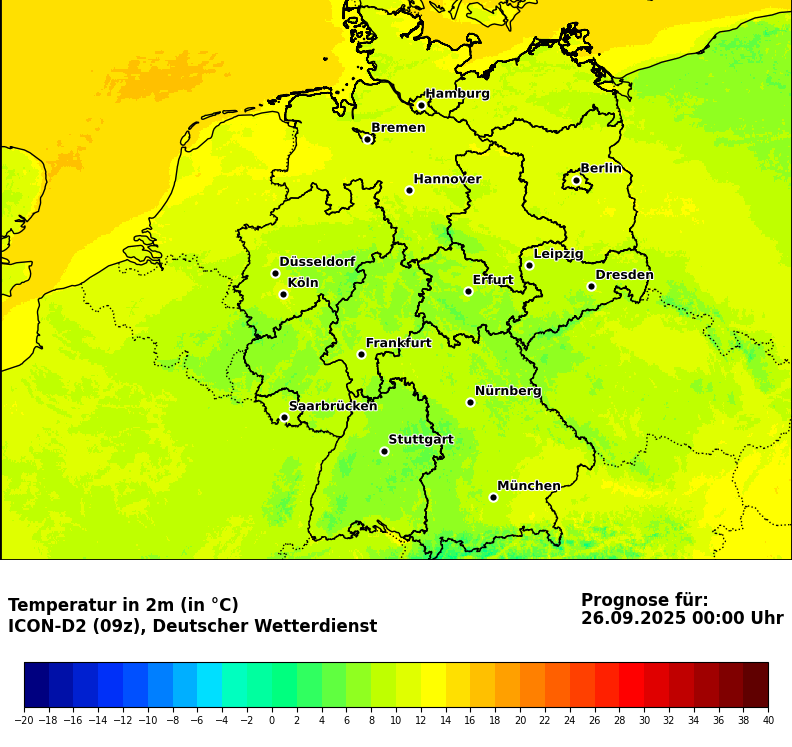 Hamburg
Bremen
Berlin
Hannover
Leipzig
Düsseldorf
Dresden
Erfurt
Köln
Frankfurt
Nürnberg
Saarbrücken
Stuttgart
München
Temperatur in 2m (in °C)
ICON-D2 (09z), Deutscher Wetterdienst
Prognose für:
26.09.2025 00:00 Uhr
−20 −18 −16 −14 −12 −10 −8 −6 −4 −2 0 2 4 6 8 10 12 14 16 18 20 22 24 26 28 30 32 34 36 38 40